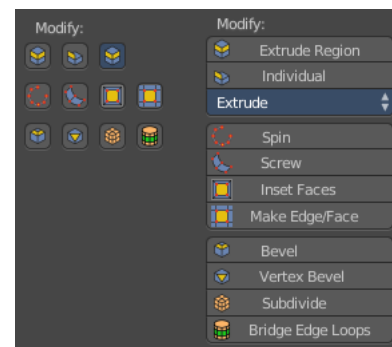 Modify:
Modify:
Extrude Region
Individual
Extrude
Spin
Screw
Inset Faces
Make Edge/Face
Bevel
Vertex Bevel
Subdivide
Bridge Edge Loops